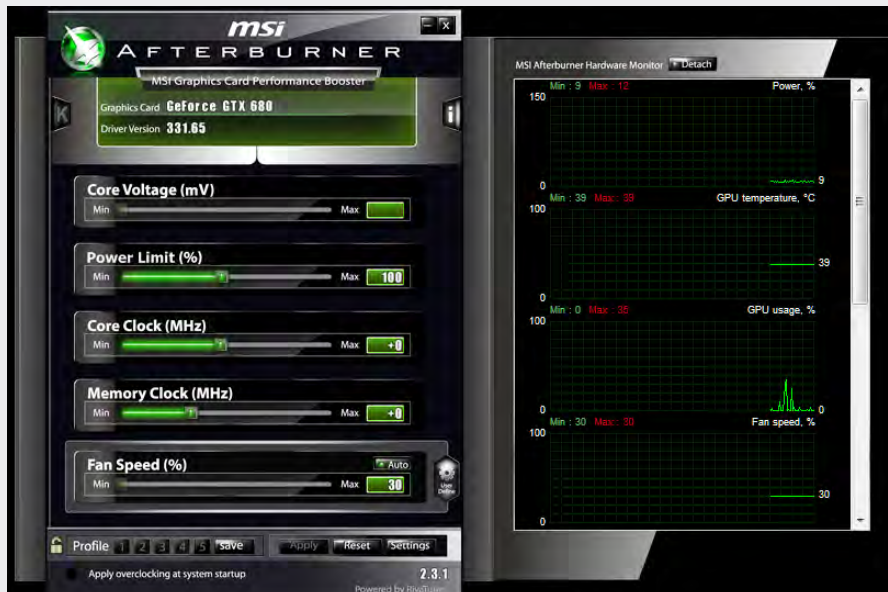 msi
AFTERBURNER
MSI Graphics Card Performance Booster
K
i
Graphics Card GeForce GTX 680
Driver Version 331.65
Core Voltage (mV)
Min Max
Power Limit (%)
Min Max 100
Core Clock (MHz)
Min Max +0
Memory Clock (MHz)
Min Max +0
Fan Speed (%) Auto
Min Max 30
User
Define
Profile 1 2 3 4 5 save Apply Reset Settings
Apply overclocking at system startup 2.3.1
Powered by RivaTuner
MSI Afterburner Hardware Monitor Detach
Min : 9 Max : 12 Power, %
150
9
0
Min : 39 Max : 39 GPU temperature, °C
100
39
0
Min : 0 Max : 35 GPU usage, %
100
0 0
Min : 30 Max : 30 Fan speed, %
100
30
0